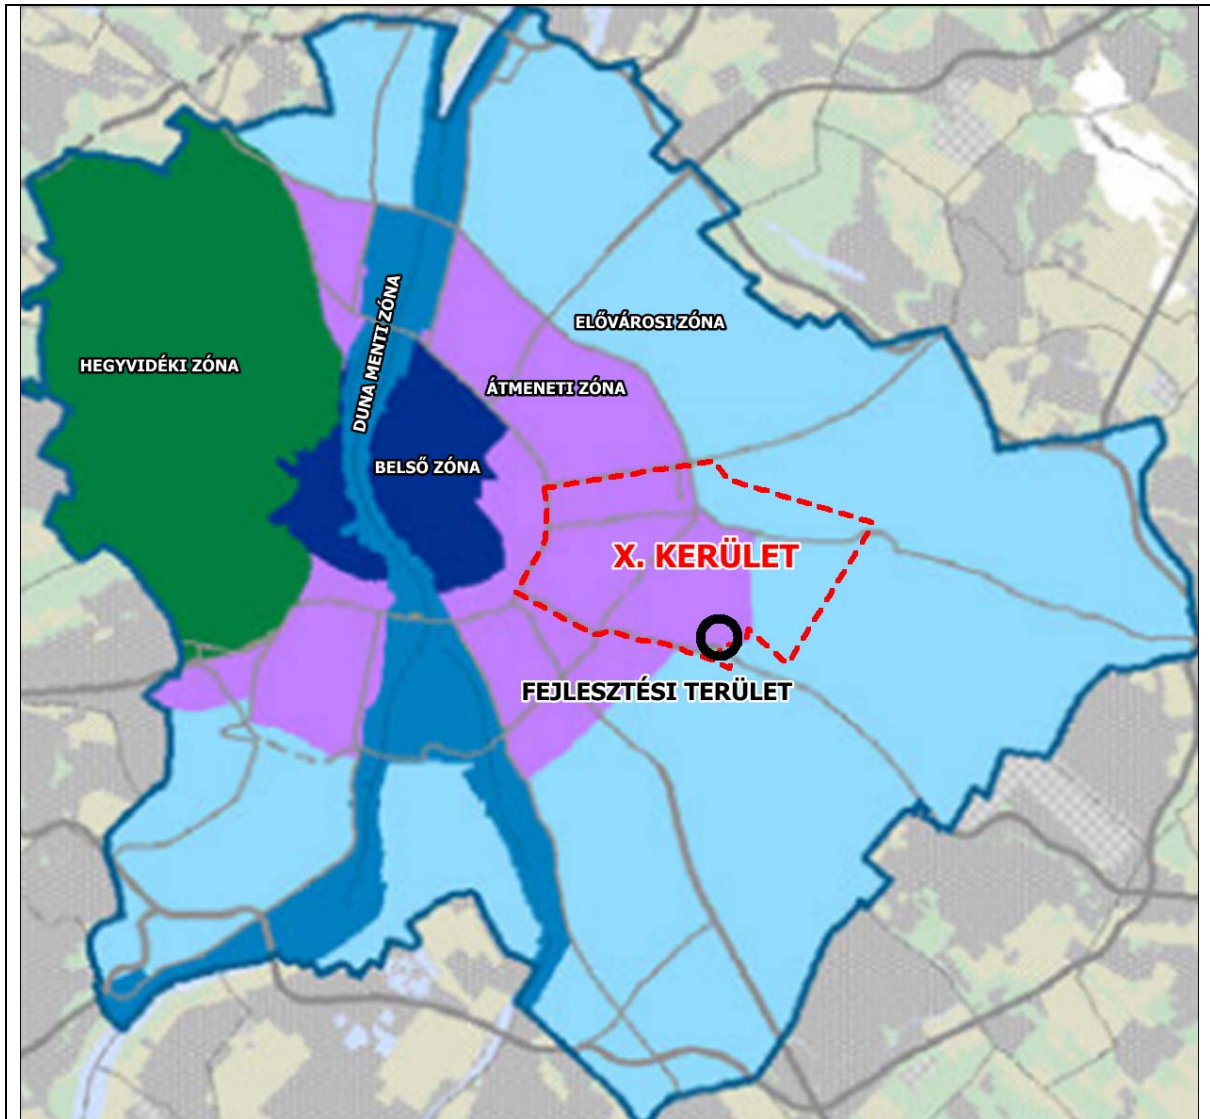 ELŐVÁROSI ZÓNA
DUNA MENTI ZÓNA
HEGYVIDÉKI ZÓNA
ÁTMENETI ZÓNA
BELSŐ ZÓNA
X. KERÜLET
FEJLESZTÉSI TERÜLET